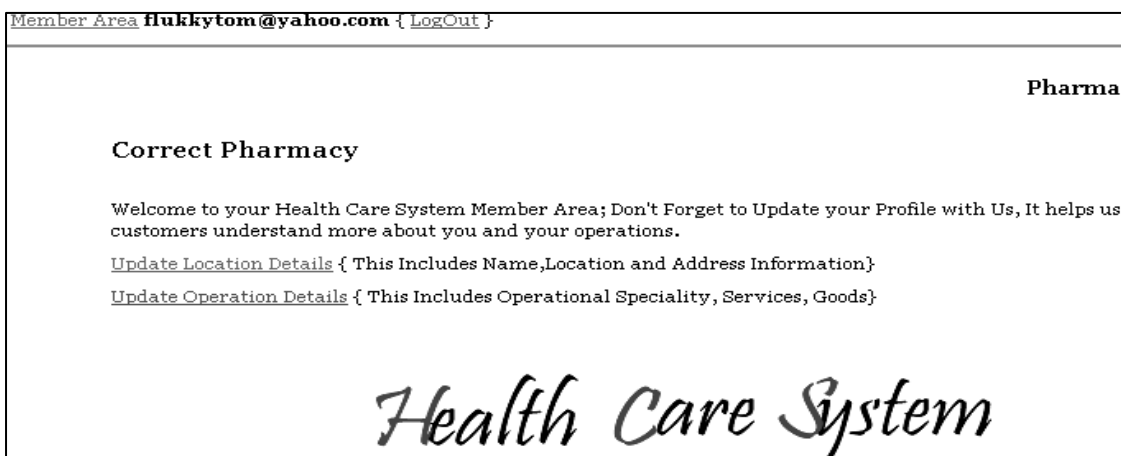 Member Area flukkytom@yahoo.com { LogOut }
Pharma
Correct Pharmacy
Welcome to your Health Care System Member Area; Don't Forget to Update your Profile with Us, It helps us
customers understand more about you and your operations.
Update Location Details { This Includes Name,Location and Address Information}
Update Operation Details { This Includes Operational Speciality, Services, Goods}
Health Care System